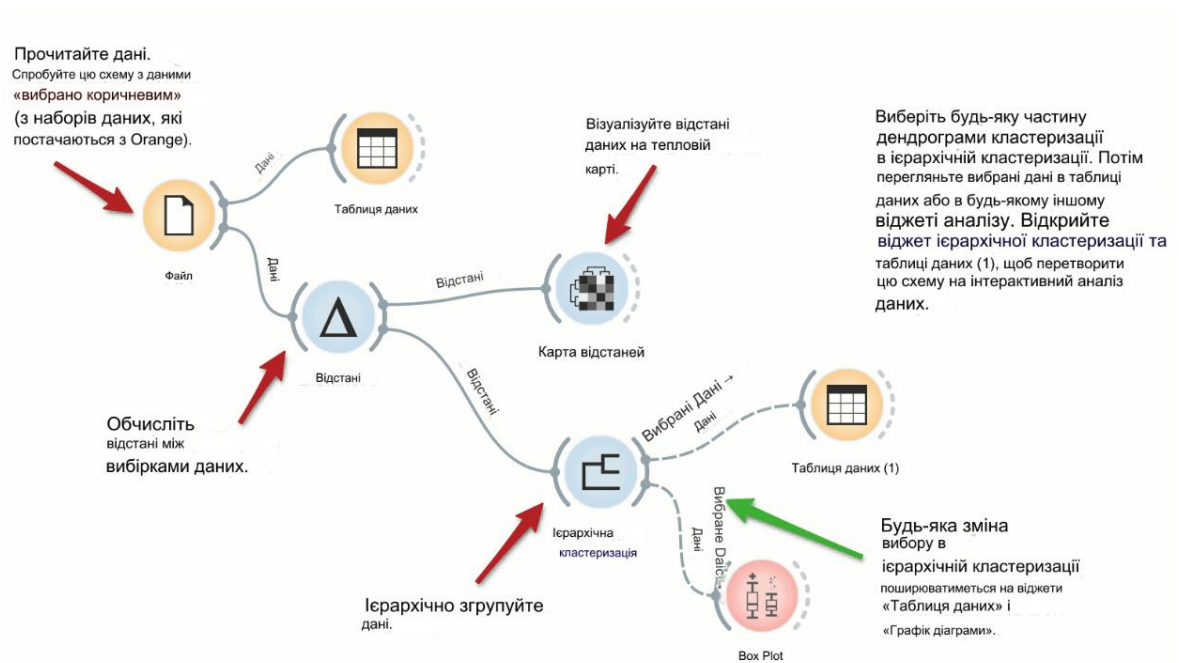 Прочитайте дані.
Спробуйте цю схему з даними
«вибрано коричневим»
(з наборів даних, які
постачаються з Orange).
Дані
Таблиця даних
Файл
Дані
Візуалізуйте відстані
даних на тепловій
карті.
Виберіть будь-яку частину
дендрограми кластеризації
в ієрархічній кластеризації. Потім
перегляньте вибрані дані в таблиці
даних або в будь-якому іншому
віджеті аналізу. Відкрийте
віджет ієрархічної кластеризації та
таблиці даних (1), щоб перетворити
цю схему на інтерактивний аналіз
даних.
Відстані
Карта відстаней
Відстані
Відстані
Обчисліть
відстані між
вибірками даних.
Вибрані Дані →
Дані
Таблиця даних (1)
Ієрархічна
кластеризація
Вибране Daіci→
Дані
Будь-яка зміна
вибору в
ієрархічній кластеризації
поширюватиметься на віджети
«Таблиця даних» і
«Графік діаграми».
Ієрархічно згрупуйте
дані.
Box Plot